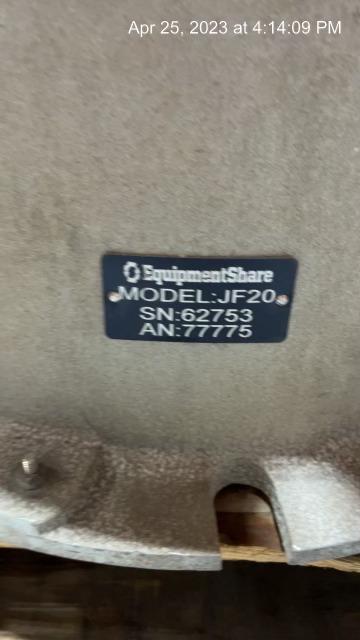 Apr 25, 2023 at 4:14:09 PM
EquipmentShare
MODEL:JF20
SN:62753
AN:77775